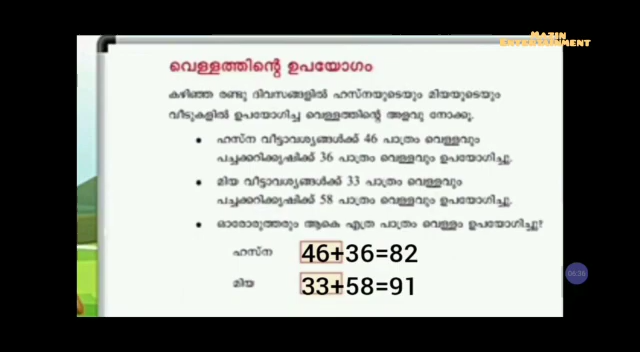 MAZIN
ENTERTAINMENT
വെള്ളത്തിന്റെ ഉപയോഗം
കഴിഞ്ഞ രണ്ടു ദിവസങ്ങളിൽ ഹസ്നയുടെയും മിയയുടെയും
വീടുകളിൽ ഉപയോഗിച്ച വെള്ളത്തിന്റെ അളവു നോക്കൂ.
• ഹസ്ന വീട്ടാവശ്യങ്ങൾക്ക് 46 പാത്രം വെള്ളവും
പച്ചക്കറിക്കൃഷിക്ക് 36 പാത്രം വെള്ളവും ഉപയോഗിച്ചു.
• മിയ വീട്ടാവശ്യങ്ങൾക്ക് 33 പാത്രം വെള്ളവും
പച്ചക്കറിക്കൃഷിക്ക് 58 പാത്രം വെള്ളവും ഉപയോഗിച്ചു.
• ഓരോരുത്തരും ആകെ എത്ര പാത്രം വെള്ളം ഉപയോഗിച്ചു?
ഹസ്ന 46+36=82
മിയ 33+58=91
06:36